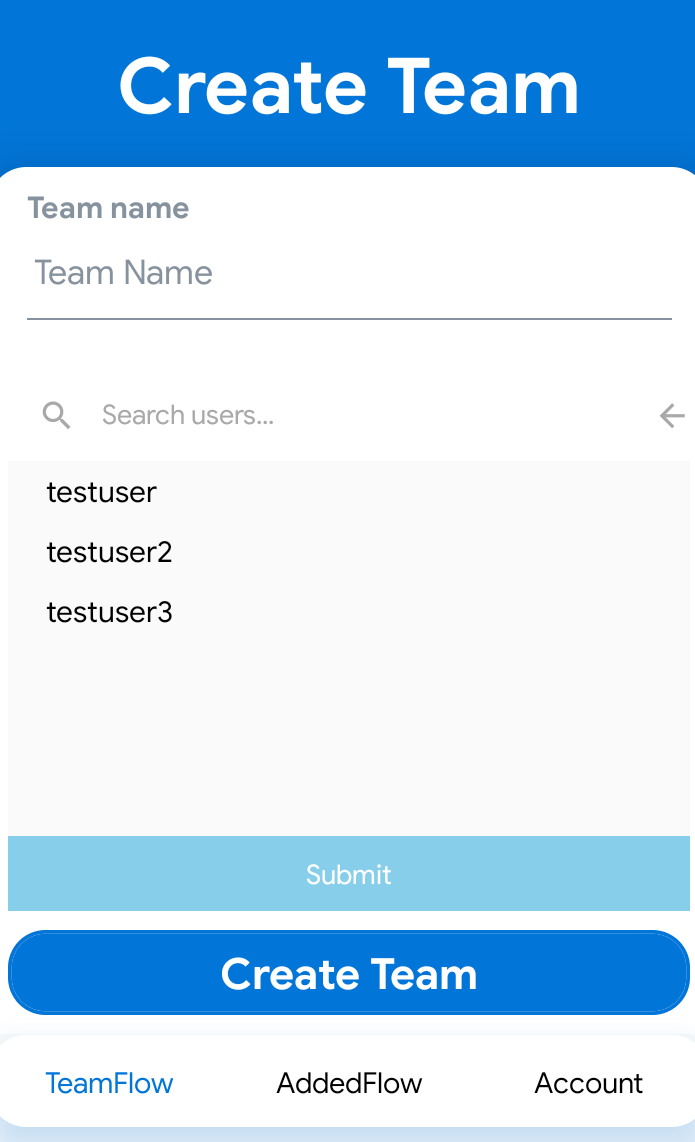 Create Team
Team name
Team Name
Search users...
testuser
testuser2
testuser3
Submit
Create Team
TeamFlow AddedFlow Account